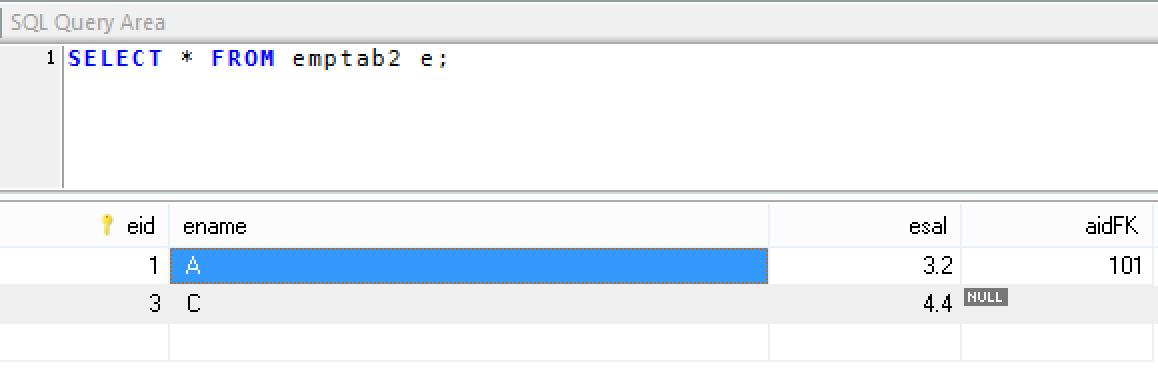 SQL Query Area
1 SELECT * FROM emptab2 e;
eid ename esal aidFK
1 A 3.2 101
3 C 4.4 NULL